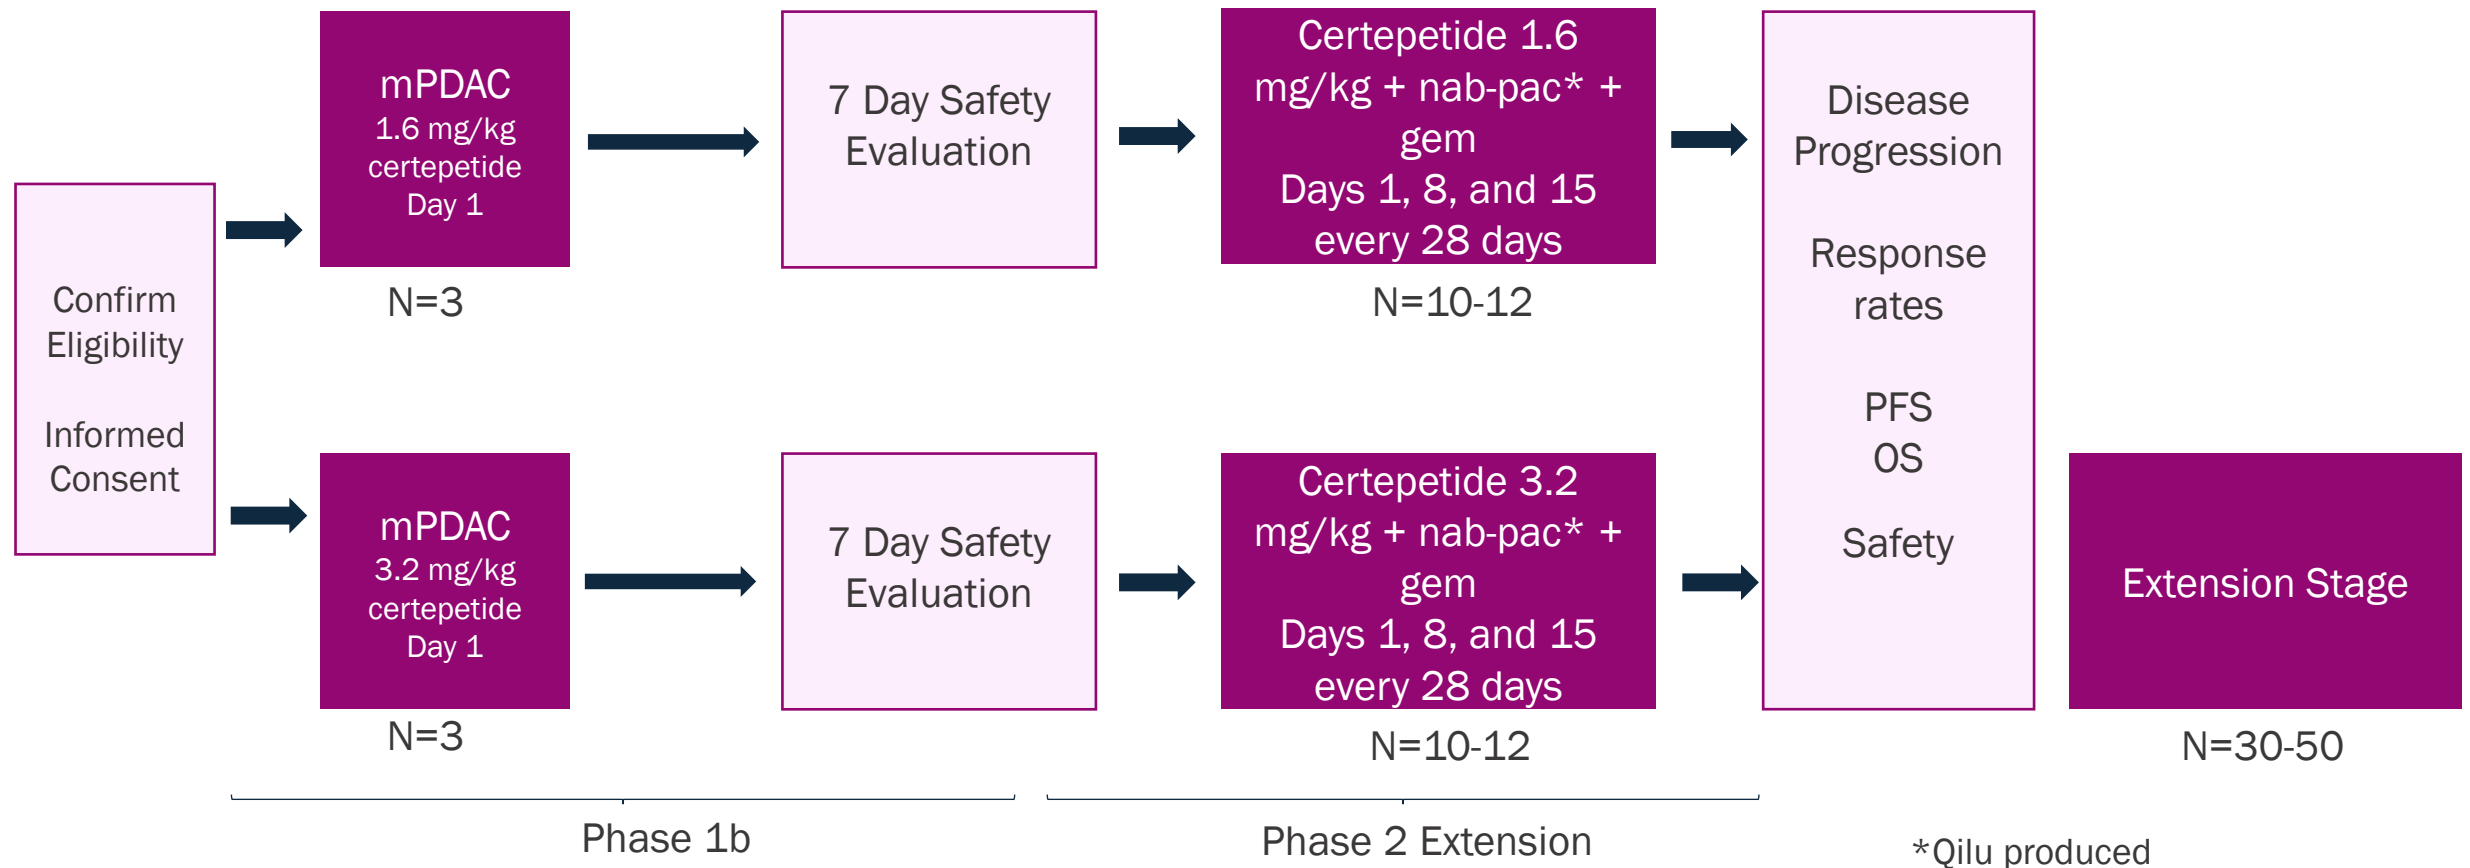 Confirm
Eligibility
Informed
Consent
mPDAC
1.6 mg/kg
certepetide
Day 1
N=3
7 Day Safety
Evaluation
Certepetide 1.6
mg/kg + nab-pac* +
gem
Days 1, 8, and 15
every 28 days
N=10-12
mPDAC
3.2 mg/kg
certepetide
Day 1
N=3
7 Day Safety
Evaluation
Certepetide 3.2
mg/kg + nab-pac* +
gem
Days 1, 8, and 15
every 28 days
N=10-12
Disease
Progression
Response
rates
PFS
OS
Safety
Extension Stage
N=30-50
Phase 1b
Phase 2 Extension
*Qilu produced